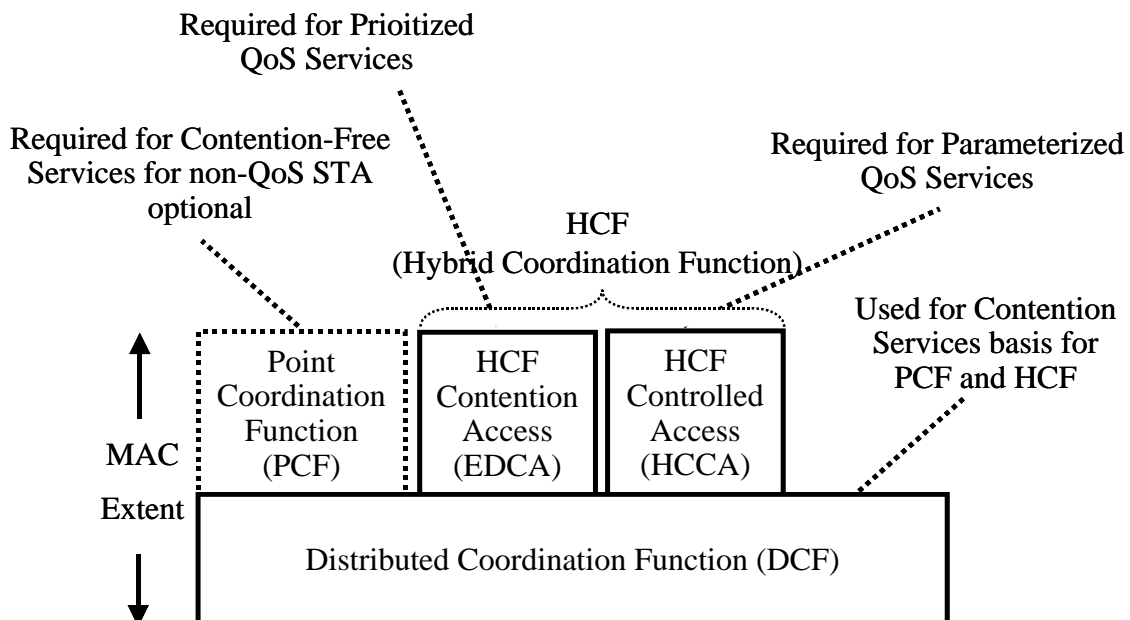 Required for Prioitized
QoS Services
Required for Contention-Free
Services for non-QoS STA
optional
Required for Parameterized
QoS Services
HCF
(Hybrid Coordination Function)
Used for Contention
Services basis for
PCF and HCF
Point
Coordination
Function
(PCF)
HCF
Contention
Access
(EDCA)
HCF
Controlled
Access
(HCCA)
MAC
Extent
Distributed Coordination Function (DCF)